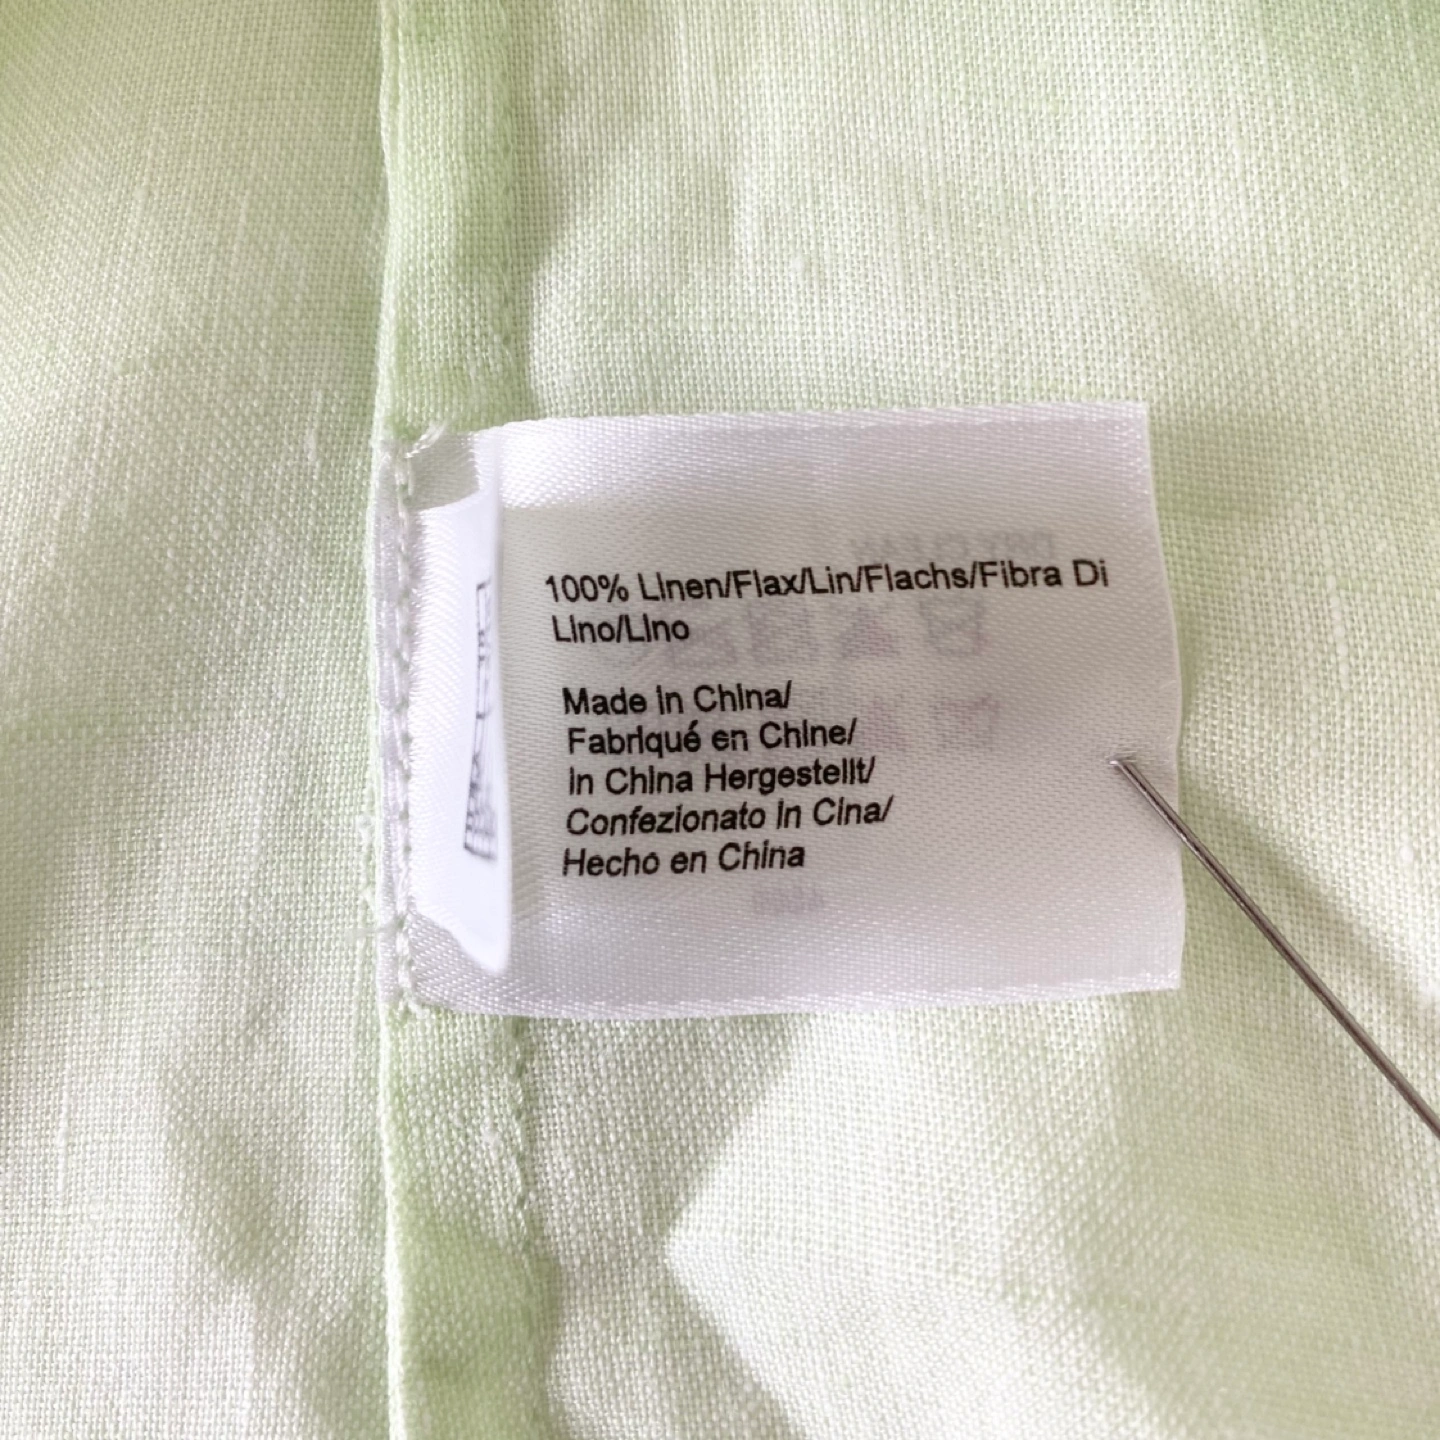 100% Linen/Flax/Lin/Flachs/Fibra Di
Lino/Lino
Made in China/
Fabriqué en Chine/
in China Hergestellt/
Confezionato in Cina/
Hecho en China